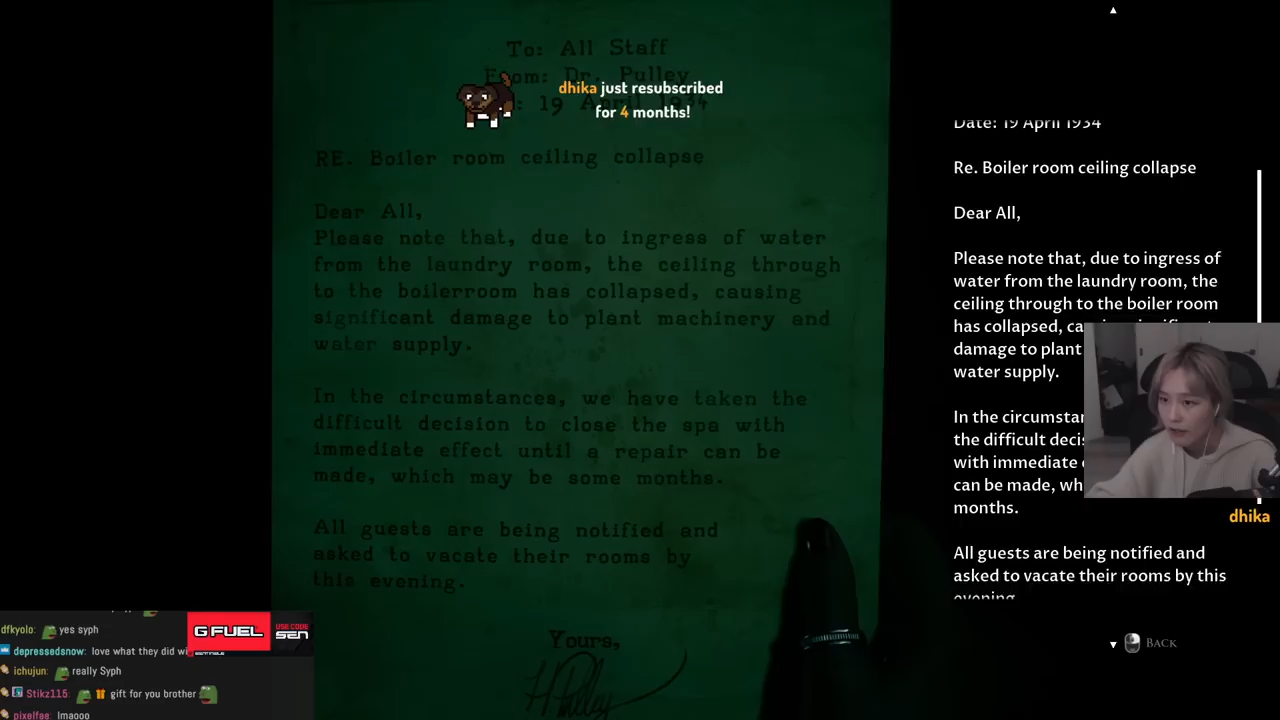 To: All Staff
From: Dr. Pulley
19 April 1934
RE. Boiler room ceiling collapse
Dear All,
Please note that, due to ingress of water
from the laundry room, the ceiling through
to the boilerroom has collapsed, causing
significant damage to plant machinery and
water supply.
In the circumstances, we have taken the
difficult decision to close the spa with
immediate effect until a repair can be
made, which may be some months.
All guests are being notified and
asked to vacate their rooms by
this evening.
Yours,
H Pulley
dhika just resubscribed
for 4 months!
Date: 19 April 1934
Re. Boiler room ceiling collapse
Dear All,
Please note that, due to ingress of
water from the laundry room, the
ceiling through to the boiler room
has collapsed,
damage to plant
water supply.
In the
the difficult
with immediate
can be made,
months.
All guests are being notified and
asked to vacate their rooms by this
evening.
dhika
BACK
dfkyolo: yes syph
depressedsnow: love what they did
ichujun: really Syph
Stikz115: gift for you brother
pixelfae: lmaooo
G FUEL
USE CODE
SEN